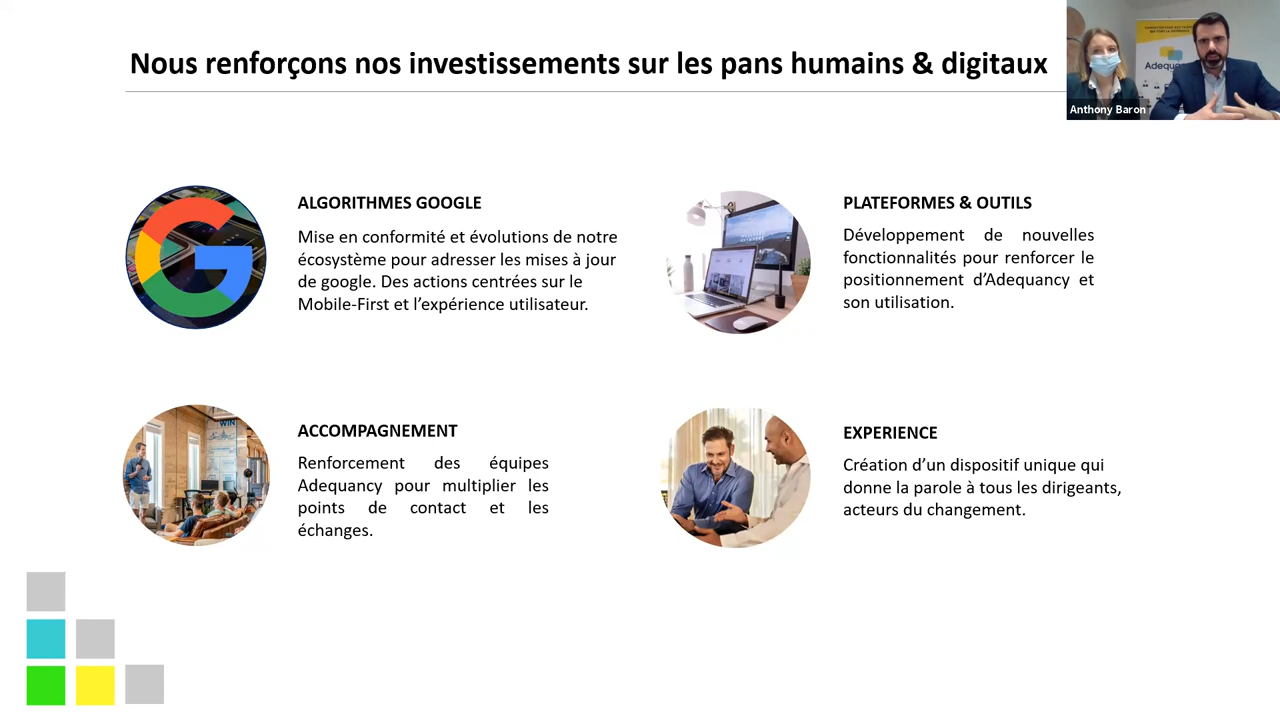 Nous renforçons nos investissements sur les pans humains & digitaux
Adequa
Anthony Baron
ALGORITHMES GOOGLE
Mise en conformité et évolutions de notre
écosystème pour adresser les mises à jour
de google. Des actions centrées sur le
Mobile-First et l’expérience utilisateur.
PLATEFORMES & OUTILS
Développement de nouvelles
fonctionnalités pour renforcer le
positionnement d’Adequancy et
son utilisation.
ACCOMPAGNEMENT
Renforcement des équipes
Adequancy pour multiplier les
points de contact et les
échanges.
EXPERIENCE
Création d’un dispositif unique qui
donne la parole à tous les dirigeants,
acteurs du changement.